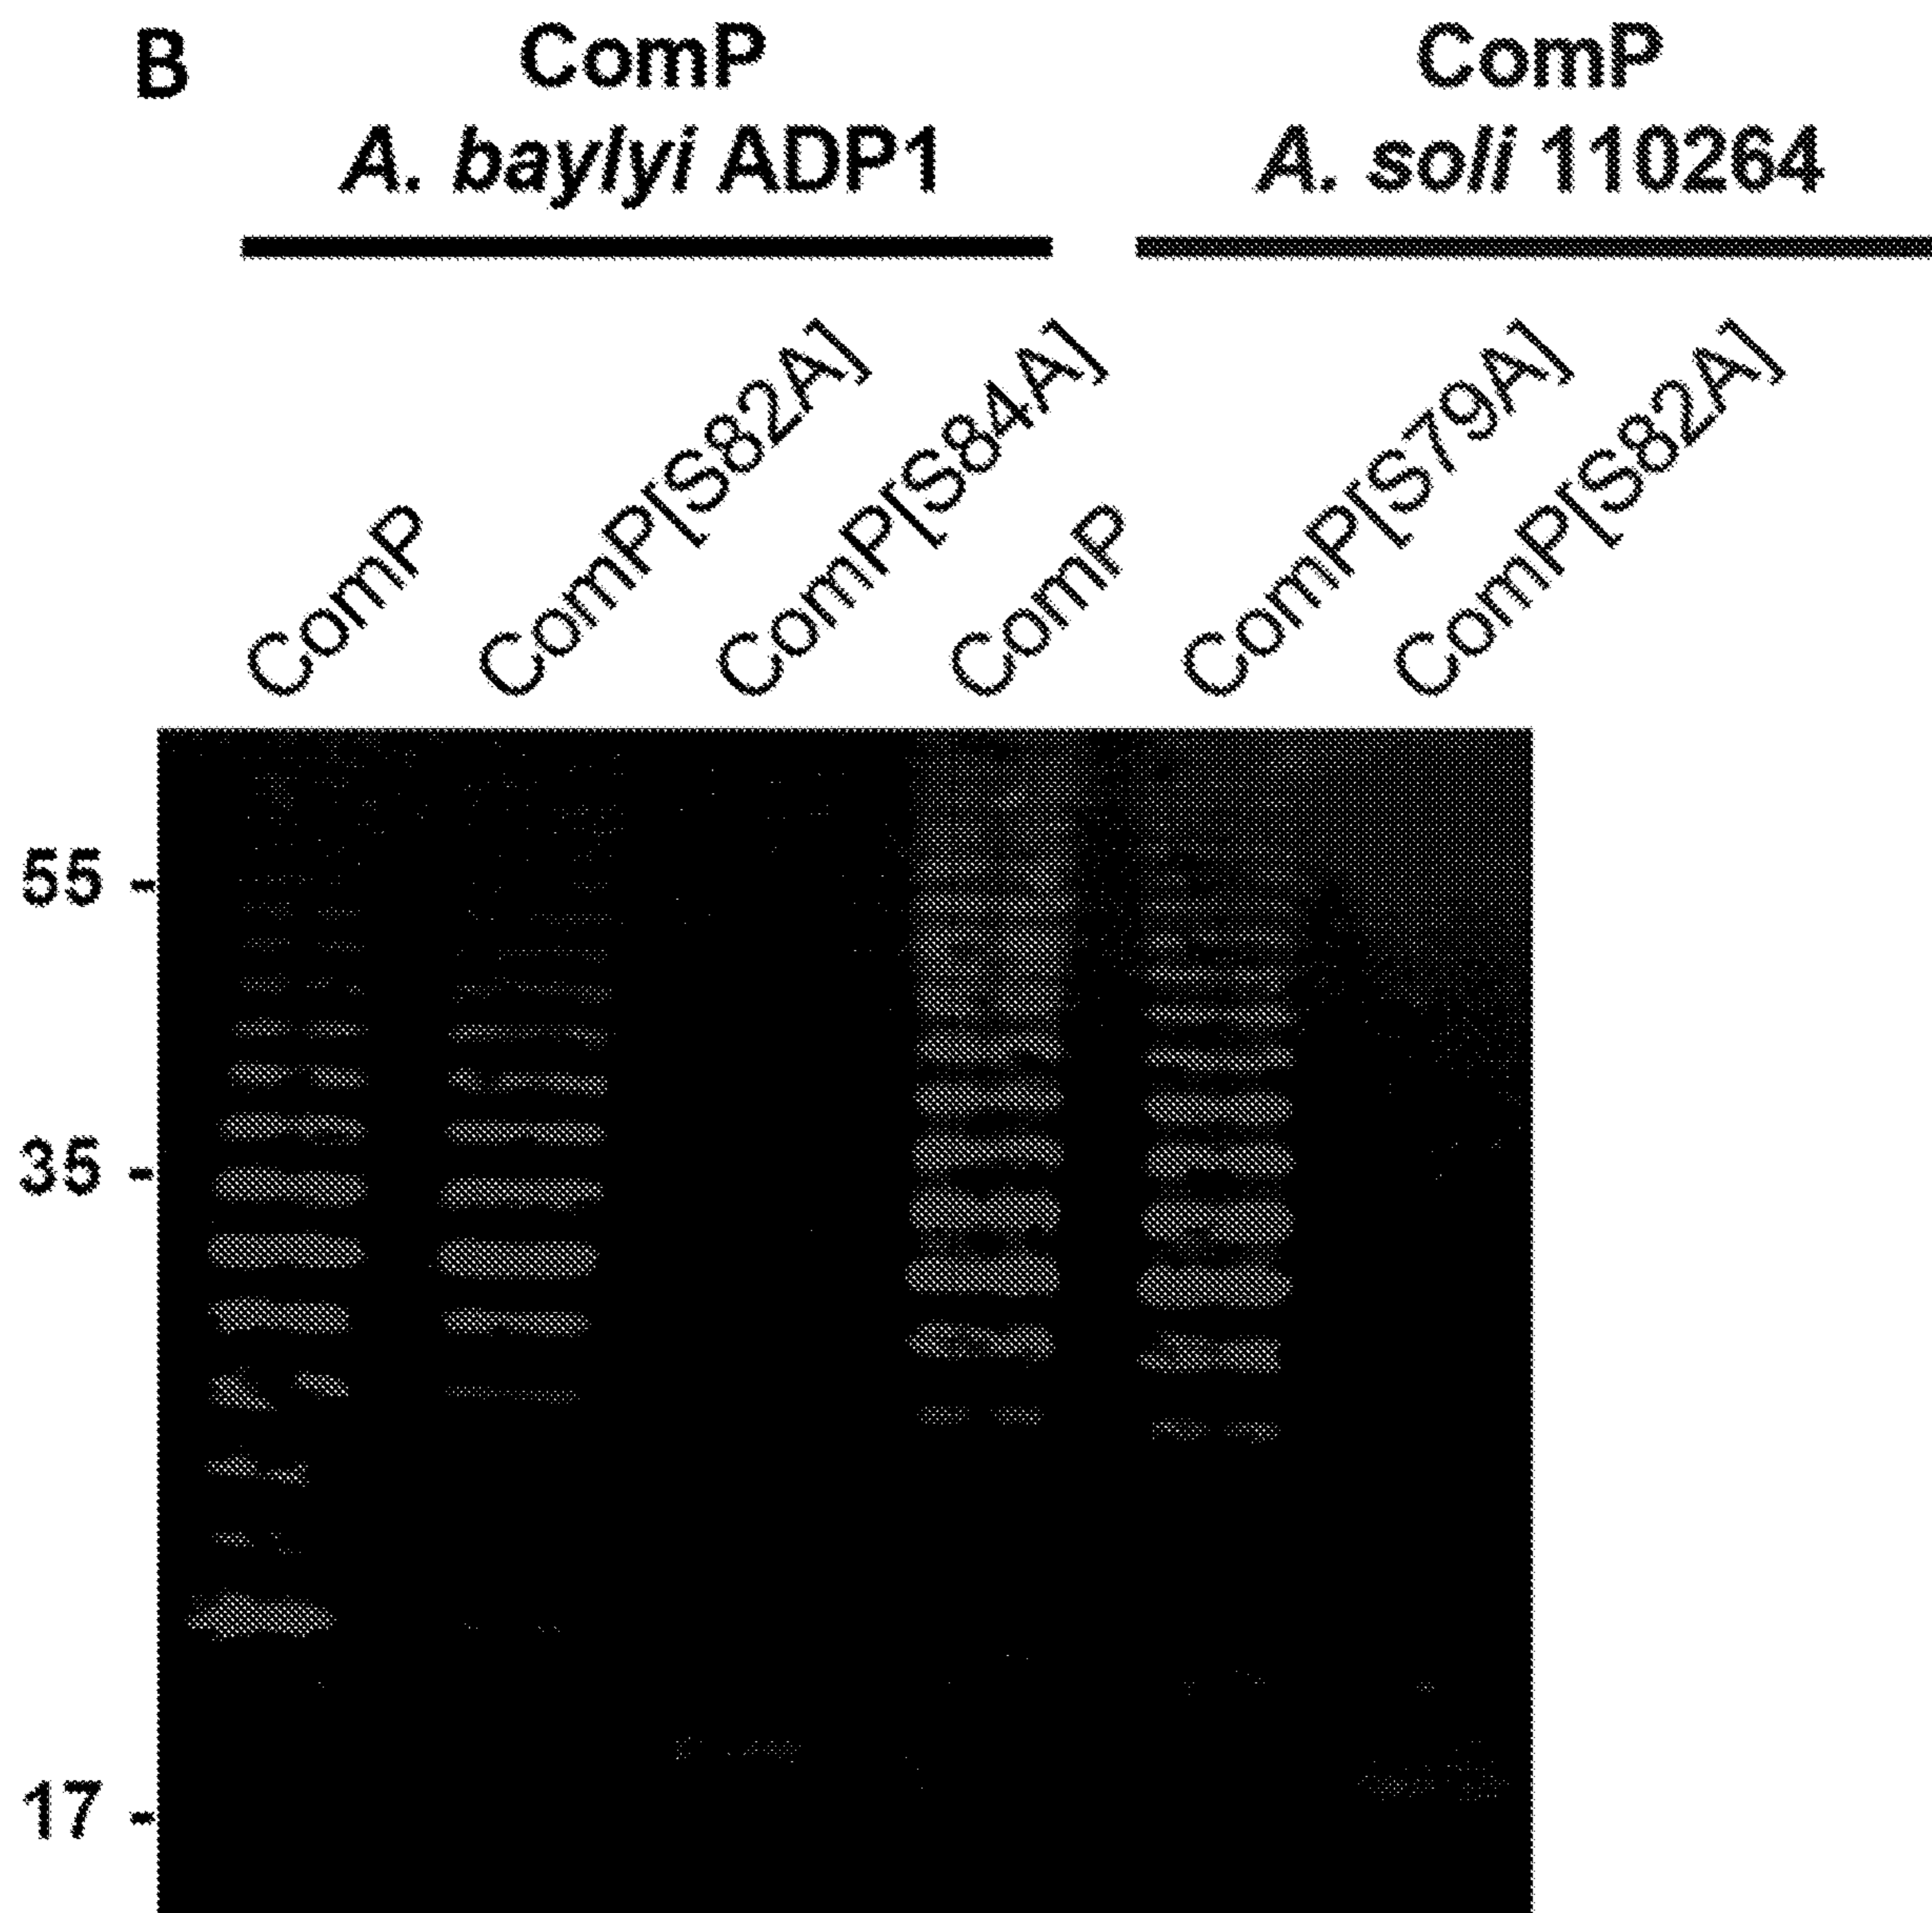 B
ComP
A. baylyi ADP1
ComP
A. soli 110264
ComP
ComP[S82A]
ComP[S84A]
ComP
ComP[S79A]
ComP[S82A]
55 -
35 -
17 -